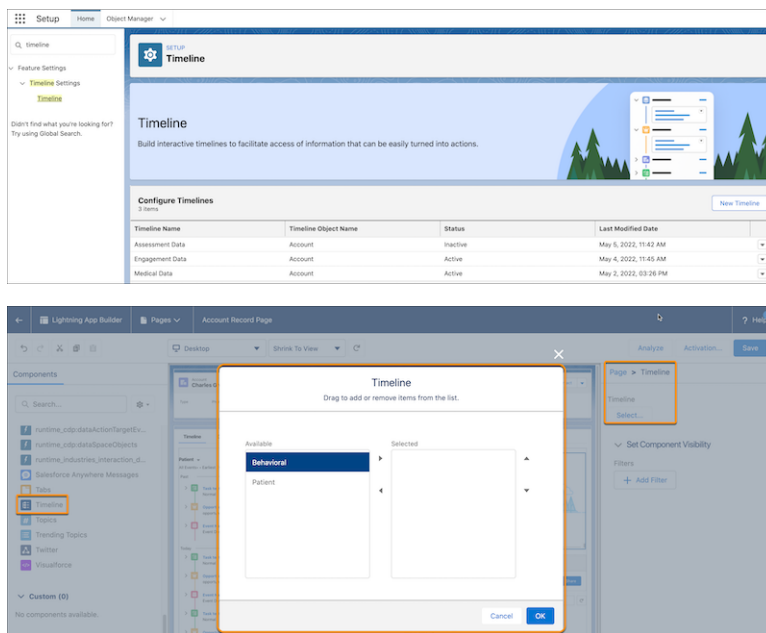 Setup Home Object Manager
timeline
Feature Settings
Timeline Settings
Timeline
Didn't find what you're looking for?
Try using Global Search.
SETUP
Timeline
Timeline
Build interactive timelines to facilitate access of information that can be easily turned into actions.
Configure Timelines
3 items
New Timeline
Timeline Name Timeline Object Name Status Last Modified Date
Assessment Data Account Inactive May 5, 2022, 11:42 AM
Engagement Data Account Active May 4, 2022, 11:45 AM
Medical Data Account Active May 2, 2022, 03:26 PM
Lightning App Builder Pages Account Record Page ? Help
Desktop Shrink To View Analyze Activation... Save
Components
Search...
runtime_cdp:dataActionTargetEv...
runtime_cdp:dataSpaceObjects
runtime_industries_interaction_d...
Salesforce Anywhere Messages
Tabs
Timeline
Topics
Trending Topics
Twitter
Visualforce
Custom (0)
No components available.
Timeline
Patient
Timeline
Drag to add or remove items from the list.
Available Selected
Behavioral
Patient
Cancel OK
Page > Timeline
Timeline
Select...
Set Component Visibility
Filters
+ Add Filter